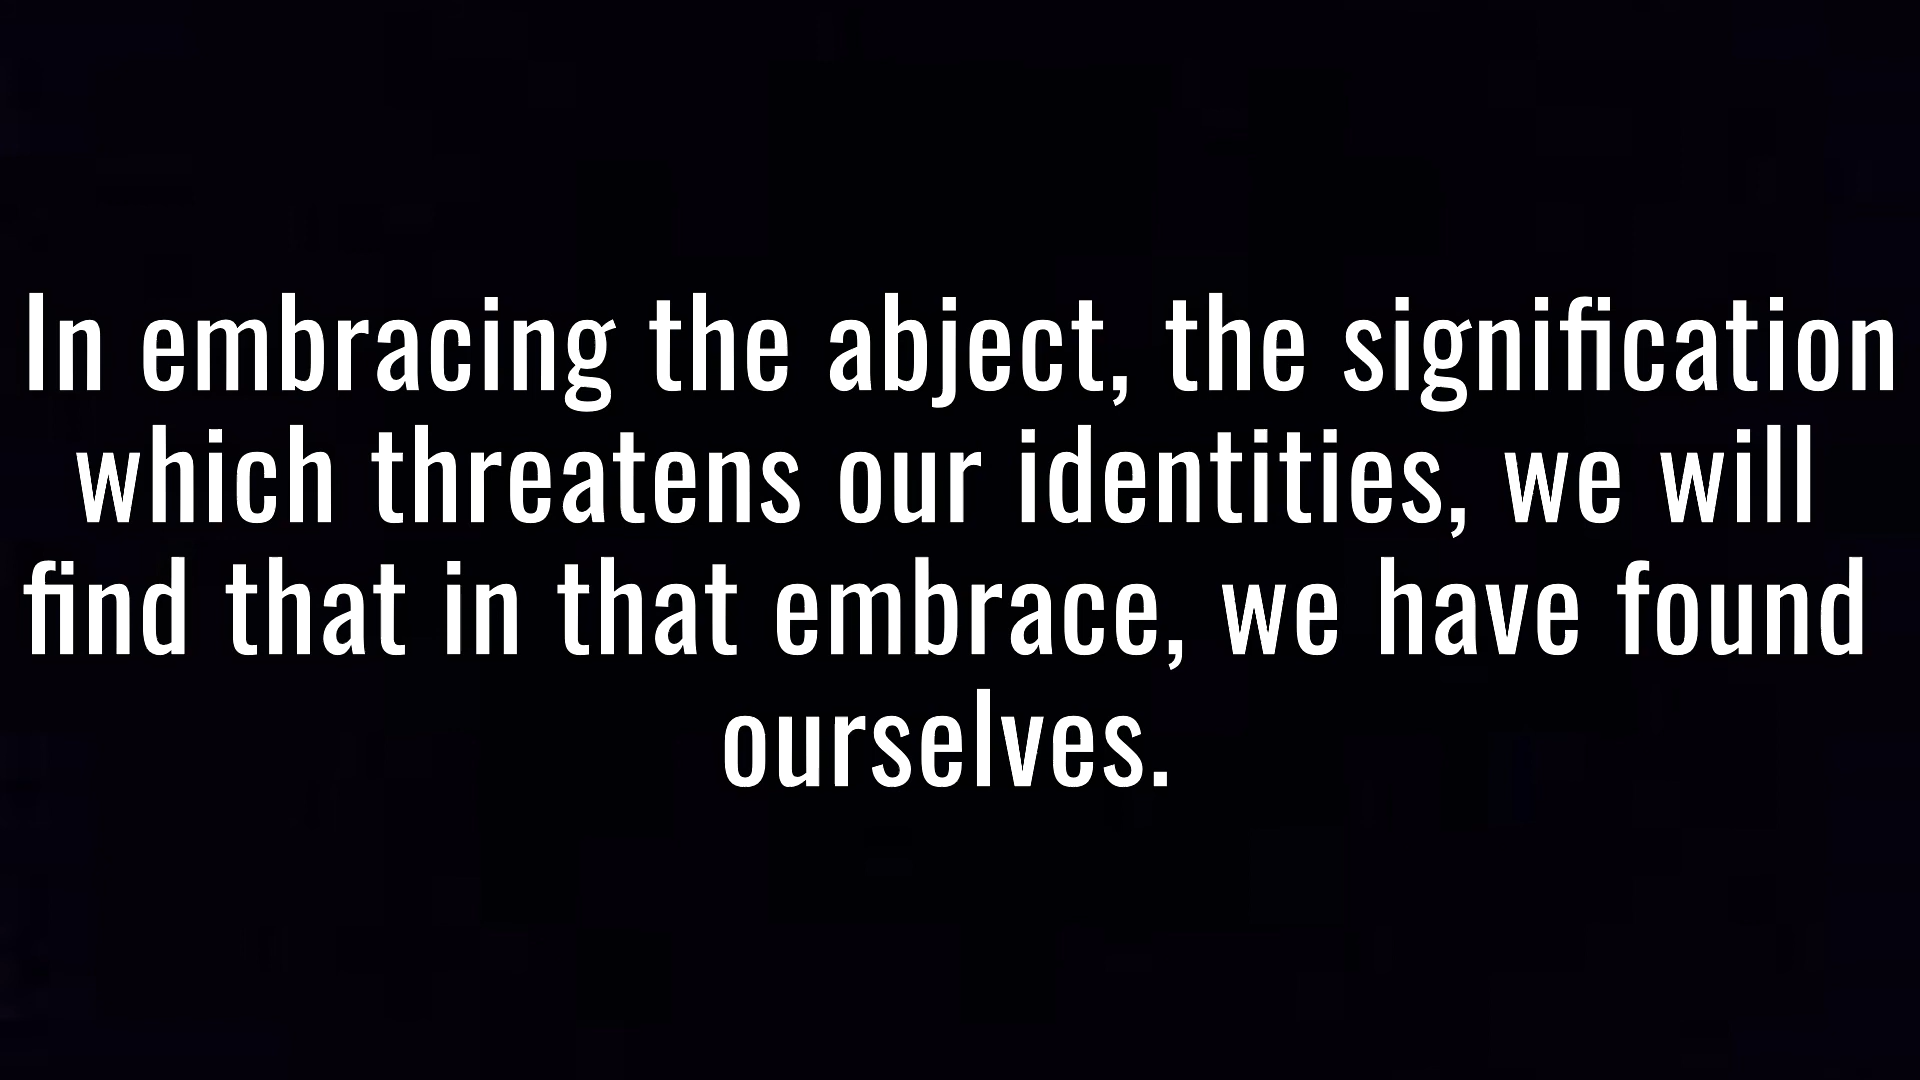 In embracing the abject, the signification
which threatens our identities, we will
find that in that embrace, we have found
ourselves.